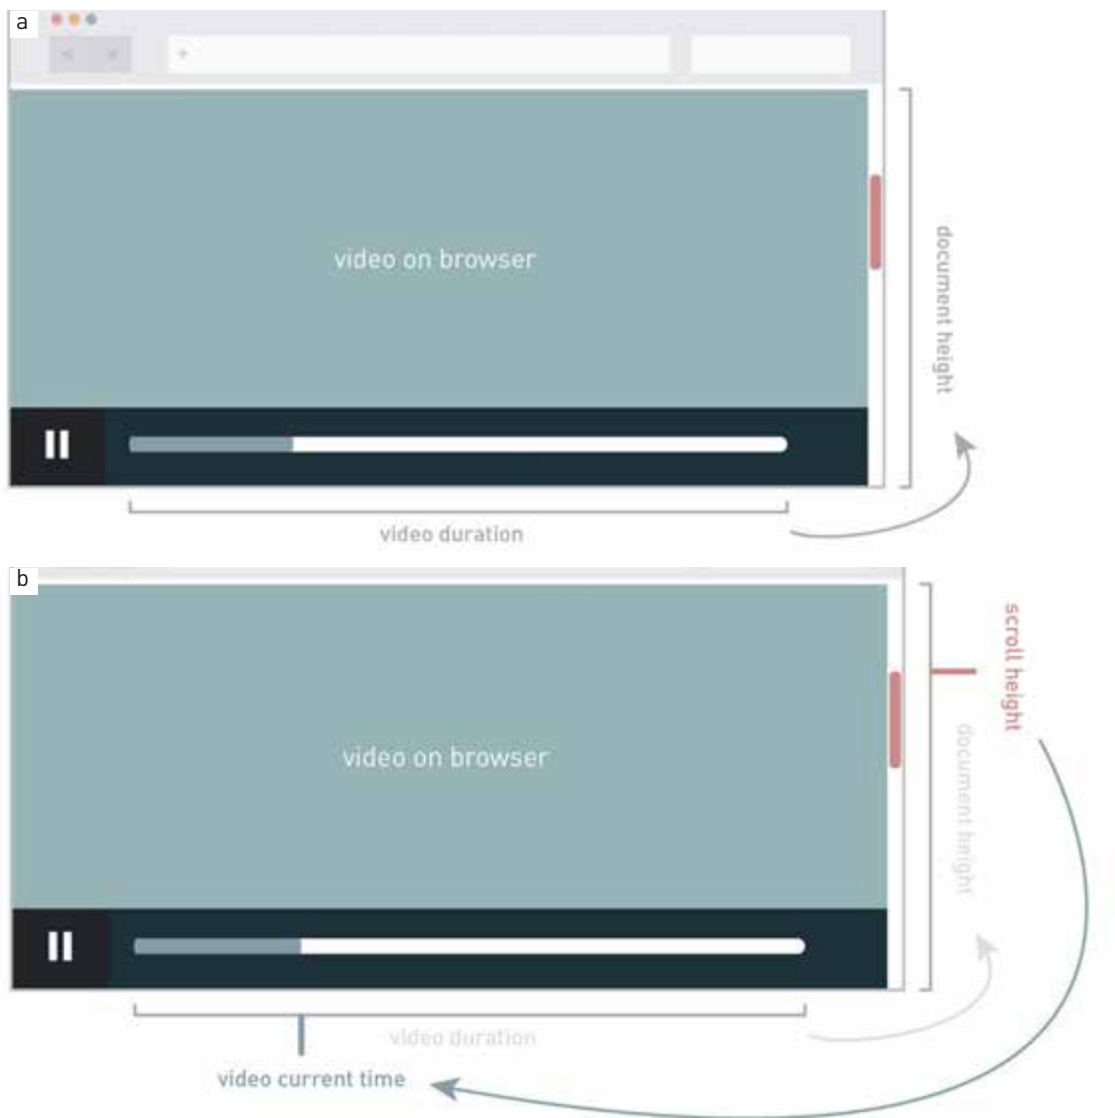 a
+
video on browser
document height
video duration
b
video on browser
scroll height
document height
video duration
video current time